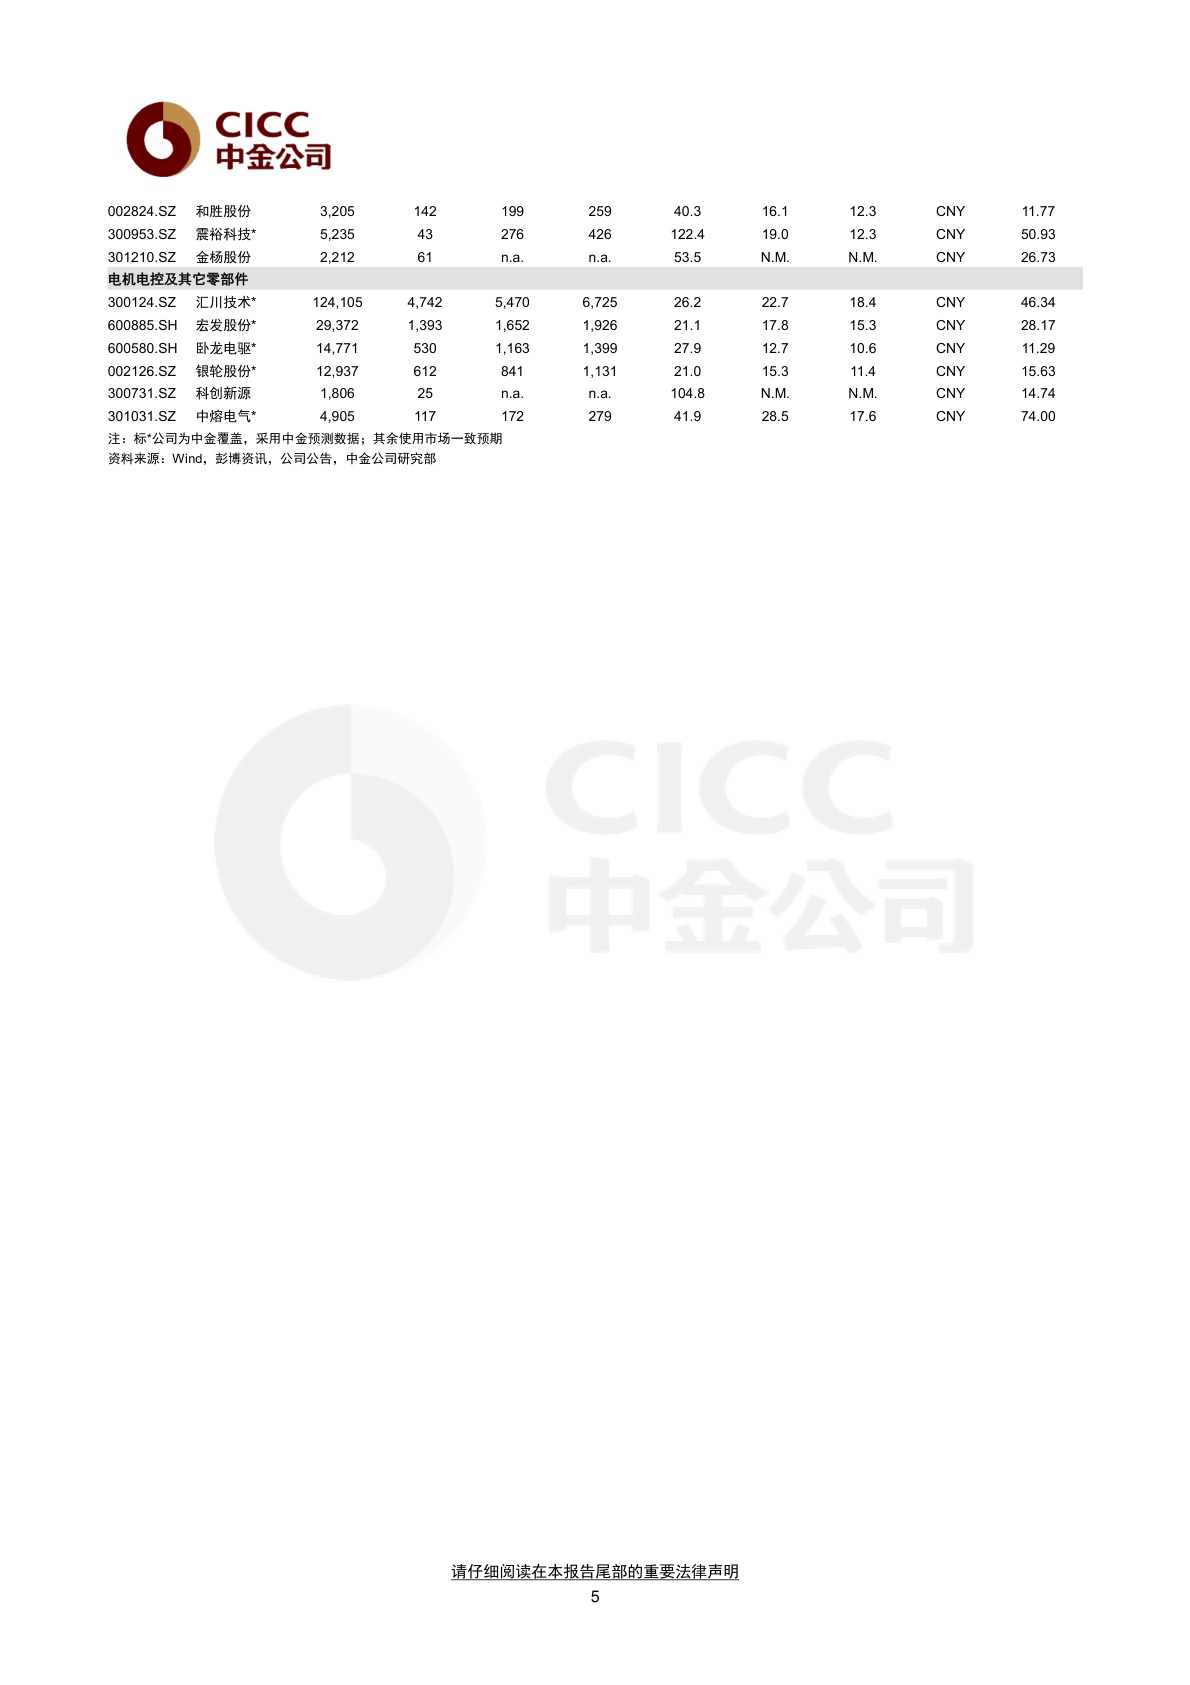 CICC
中金公司
002824.SZ 和胜股份 3,205 142 199 259 40.3 16.1 12.3 CNY 11.77
300953.SZ 震裕科技* 5,235 43 276 426 122.4 19.0 12.3 CNY 50.93
301210.SZ 金杨股份 2,212 61 n.a. n.a. 53.5 N.M. N.M. CNY 26.73
电机电控及其它零部件
300124.SZ 汇川技术* 124,105 4,742 5,470 6,725 26.2 22.7 18.4 CNY 46.34
600885.SH 宏发股份* 29,372 1,393 1,652 1,926 21.1 17.8 15.3 CNY 28.17
600580.SH 卧龙电驱* 14,771 530 1,163 1,399 27.9 12.7 10.6 CNY 11.29
002126.SZ 银轮股份* 12,937 612 841 1,131 21.0 15.3 11.4 CNY 15.63
300731.SZ 科创新源 1,806 25 n.a. n.a. 104.8 N.M. N.M. CNY 14.74
301031.SZ 中熔电气* 4,905 117 172 279 41.9 28.5 17.6 CNY 74.00
注：标*公司为中金覆盖，采用中金预测数据；其余使用市场一致预期
资料来源：Wind，彭博资讯，公司公告，中金公司研究部
CICC
中金公司
请仔细阅读在本报告尾部的重要法律声明
5